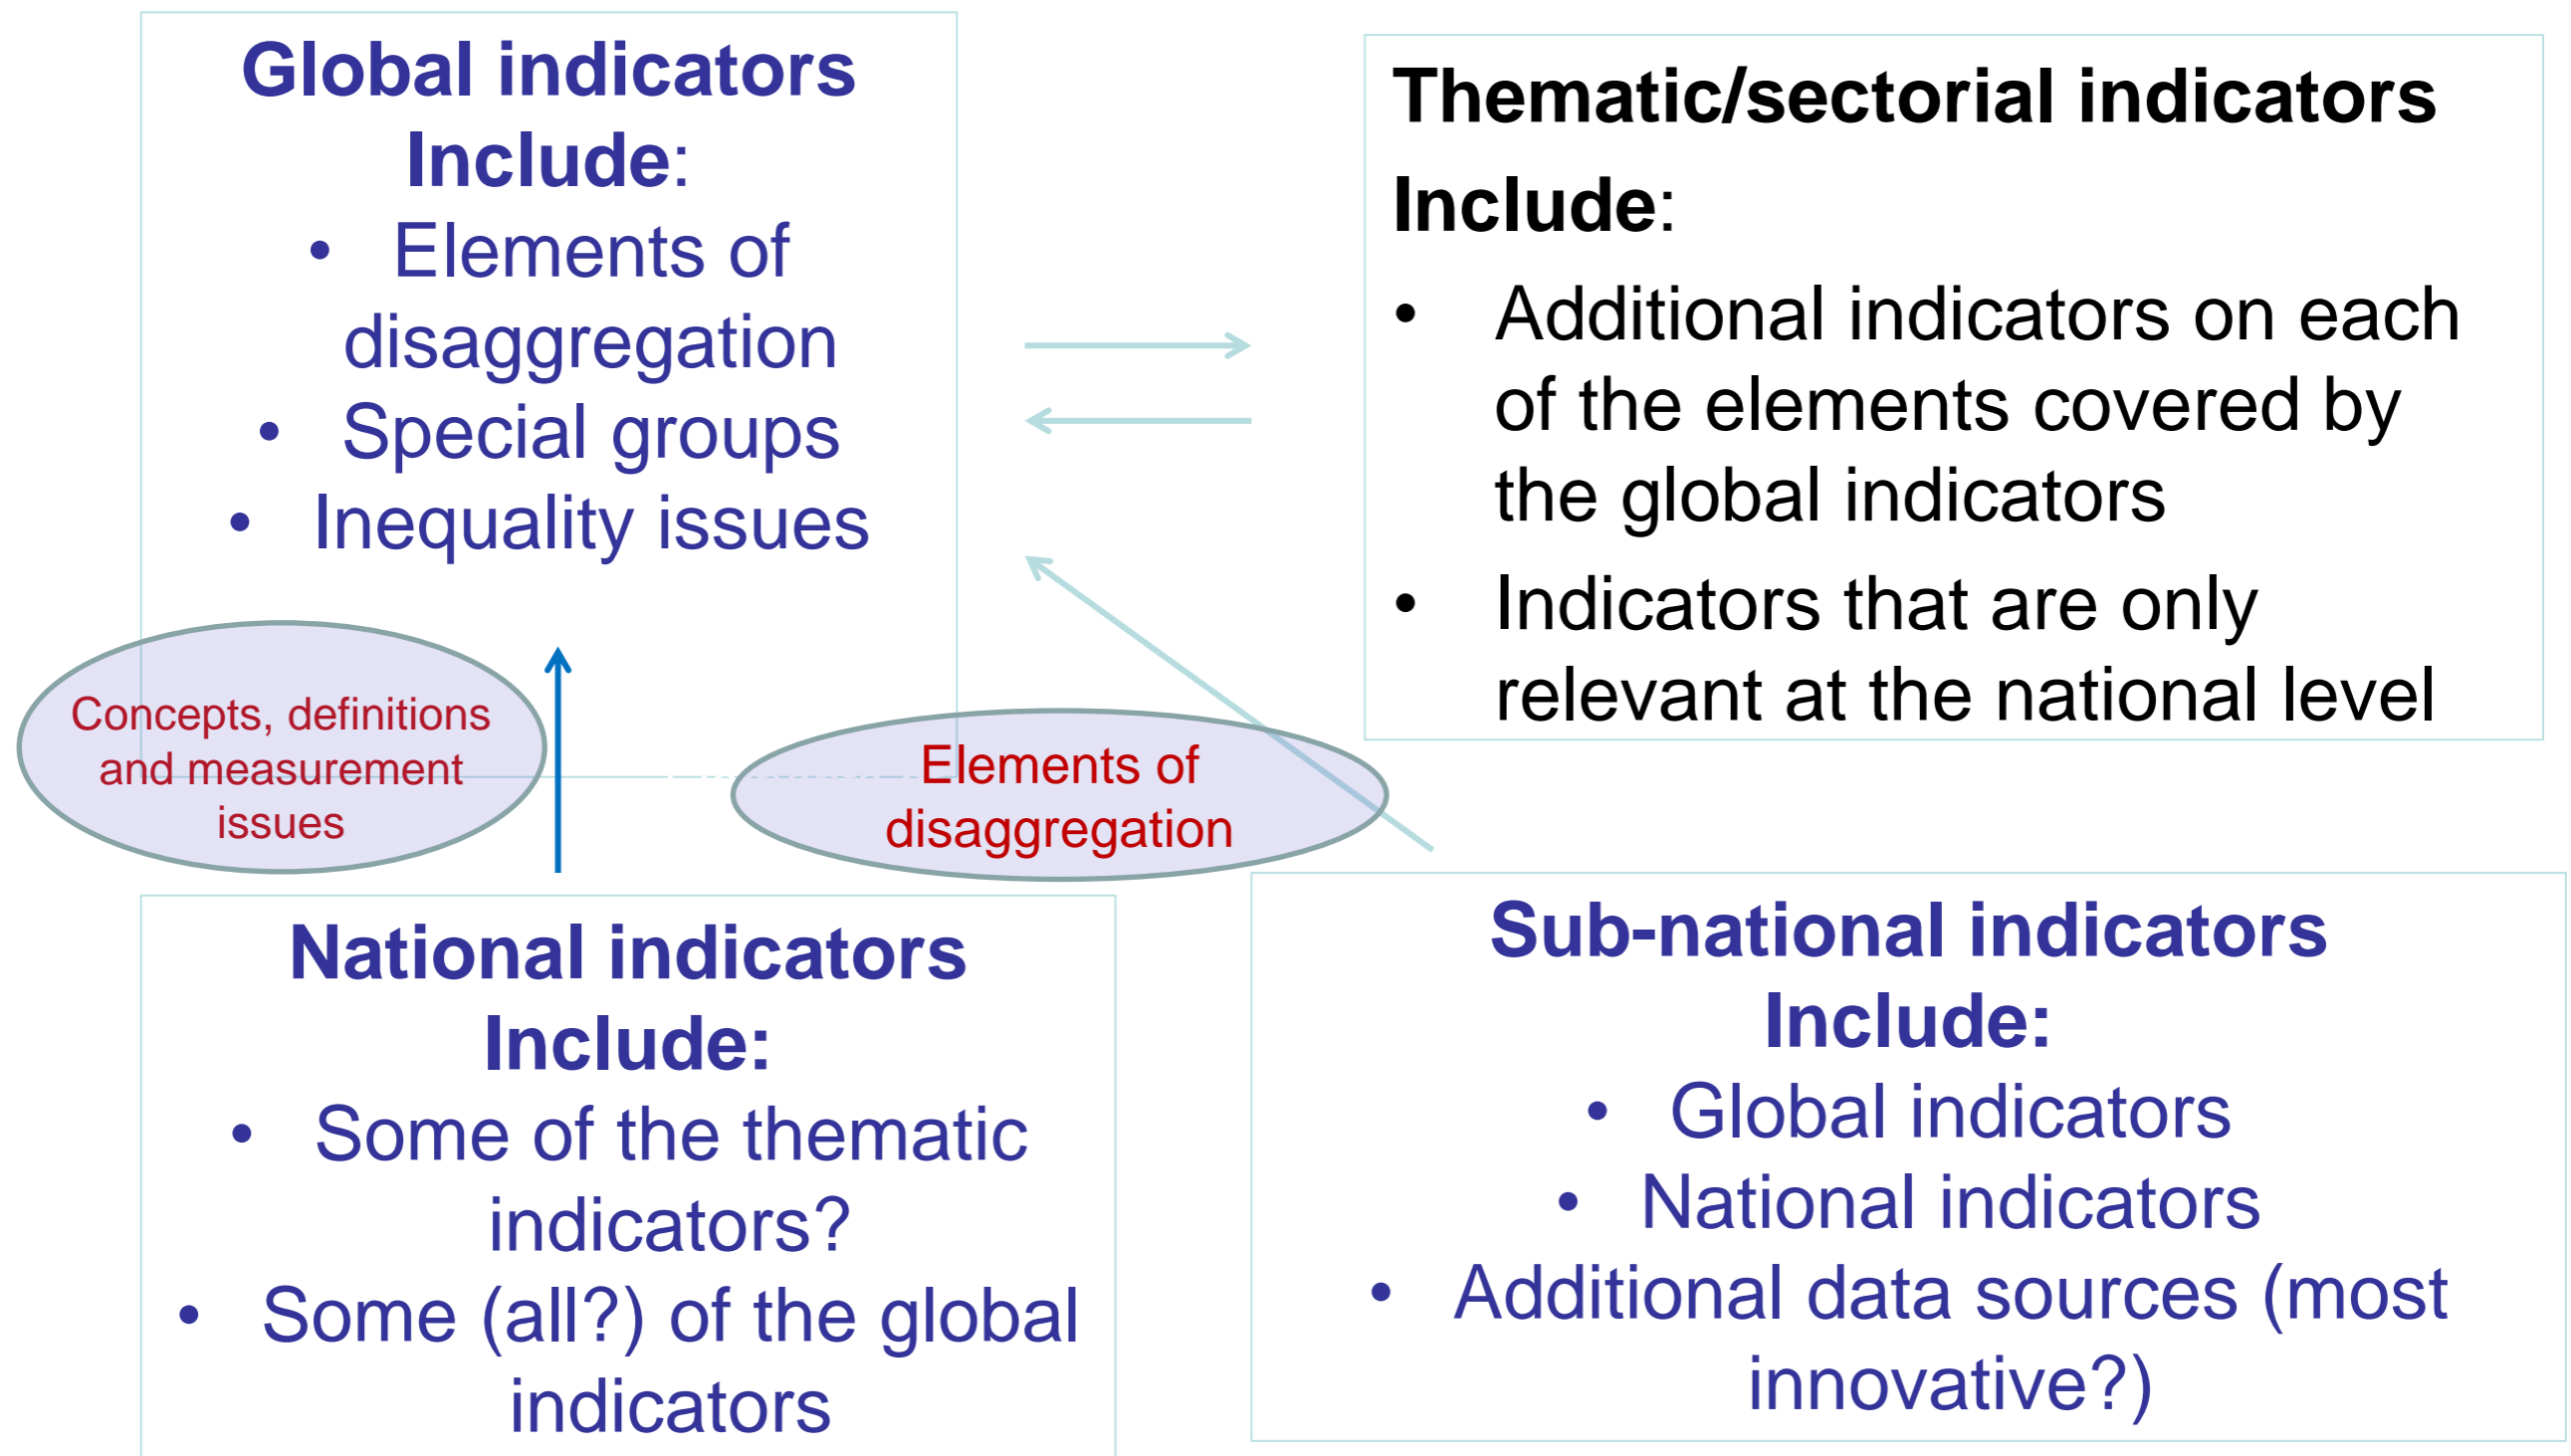 Global indicators
Include:
• Elements of
disaggregation
• Special groups
• Inequality issues
Thematic/sectorial indicators
Include:
• Additional indicators on each
of the elements covered by
the global indicators
• Indicators that are only
relevant at the national level
Concepts, definitions
and measurement
issues
Elements of
disaggregation
National indicators
Include:
• Some of the thematic
indicators?
• Some (all?) of the global
indicators
Sub-national indicators
Include:
• Global indicators
• National indicators
• Additional data sources (most
innovative?)